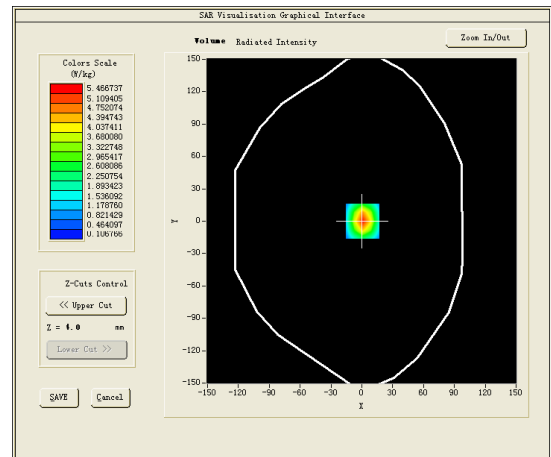 SAR Visualisation Graphical Interface
Volume Radiated Intensity
Zoom In/Out
Colors Scale
(W/kg)
5.466737
5.109405
4.752074
4.394743
4.037411
3.680080
3.322748
2.965417
2.608086
2.250754
1.893423
1.536092
1.178760
0.821429
0.464097
0.106766
Z-Cuts Control
<< Upper Cut
Z = 4.0 mm
Lower Cut >>
SAVE Cancel
150
120
90
60
30
0
-30
-60
-90
-120
-150
Y
-150 -120 -90 -60 -30 0 30 60 90 120 150
X